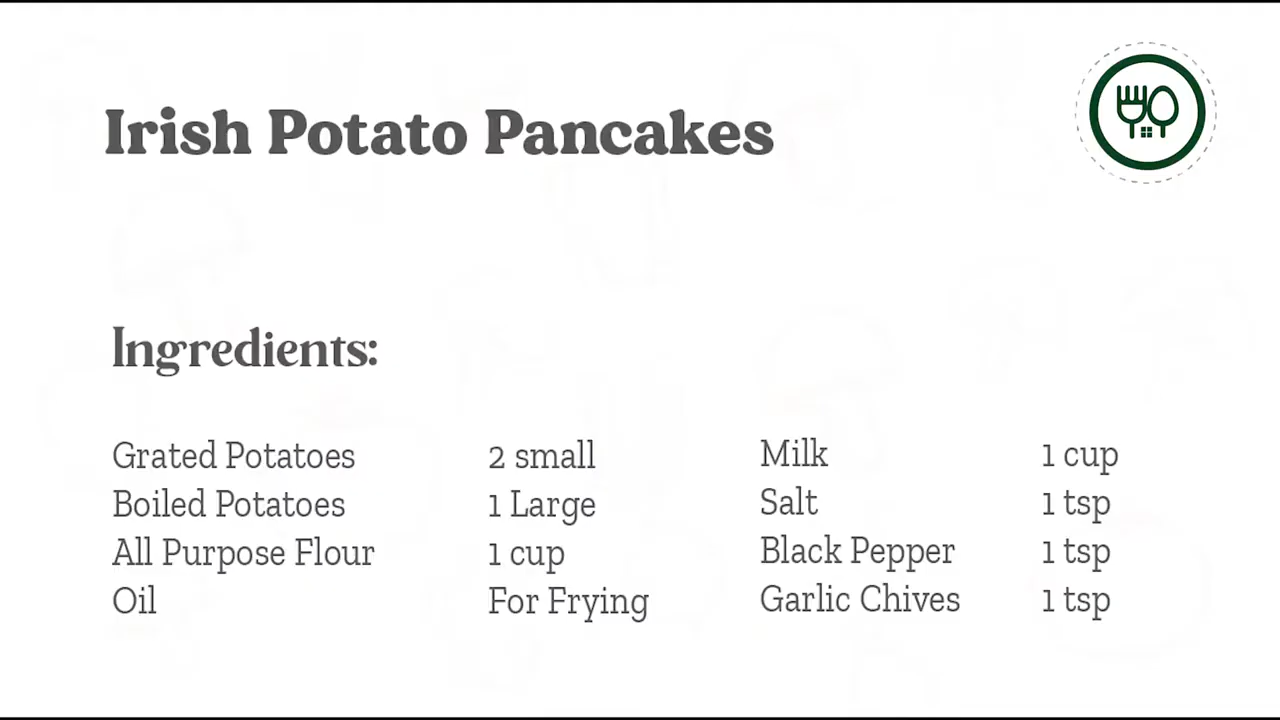 Irish Potato Pancakes
Ingredients:
Grated Potatoes 2 small
Boiled Potatoes 1 Large
All Purpose Flour 1 cup
Oil For Frying
Milk 1 cup
Salt 1 tsp
Black Pepper 1 tsp
Garlic Chives 1 tsp